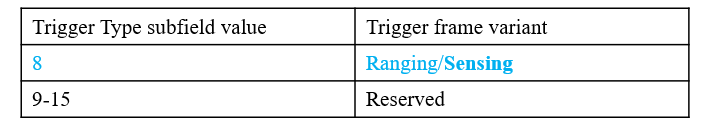 Trigger Type subfield value Trigger frame variant
8 Ranging/Sensing
9-15 Reserved